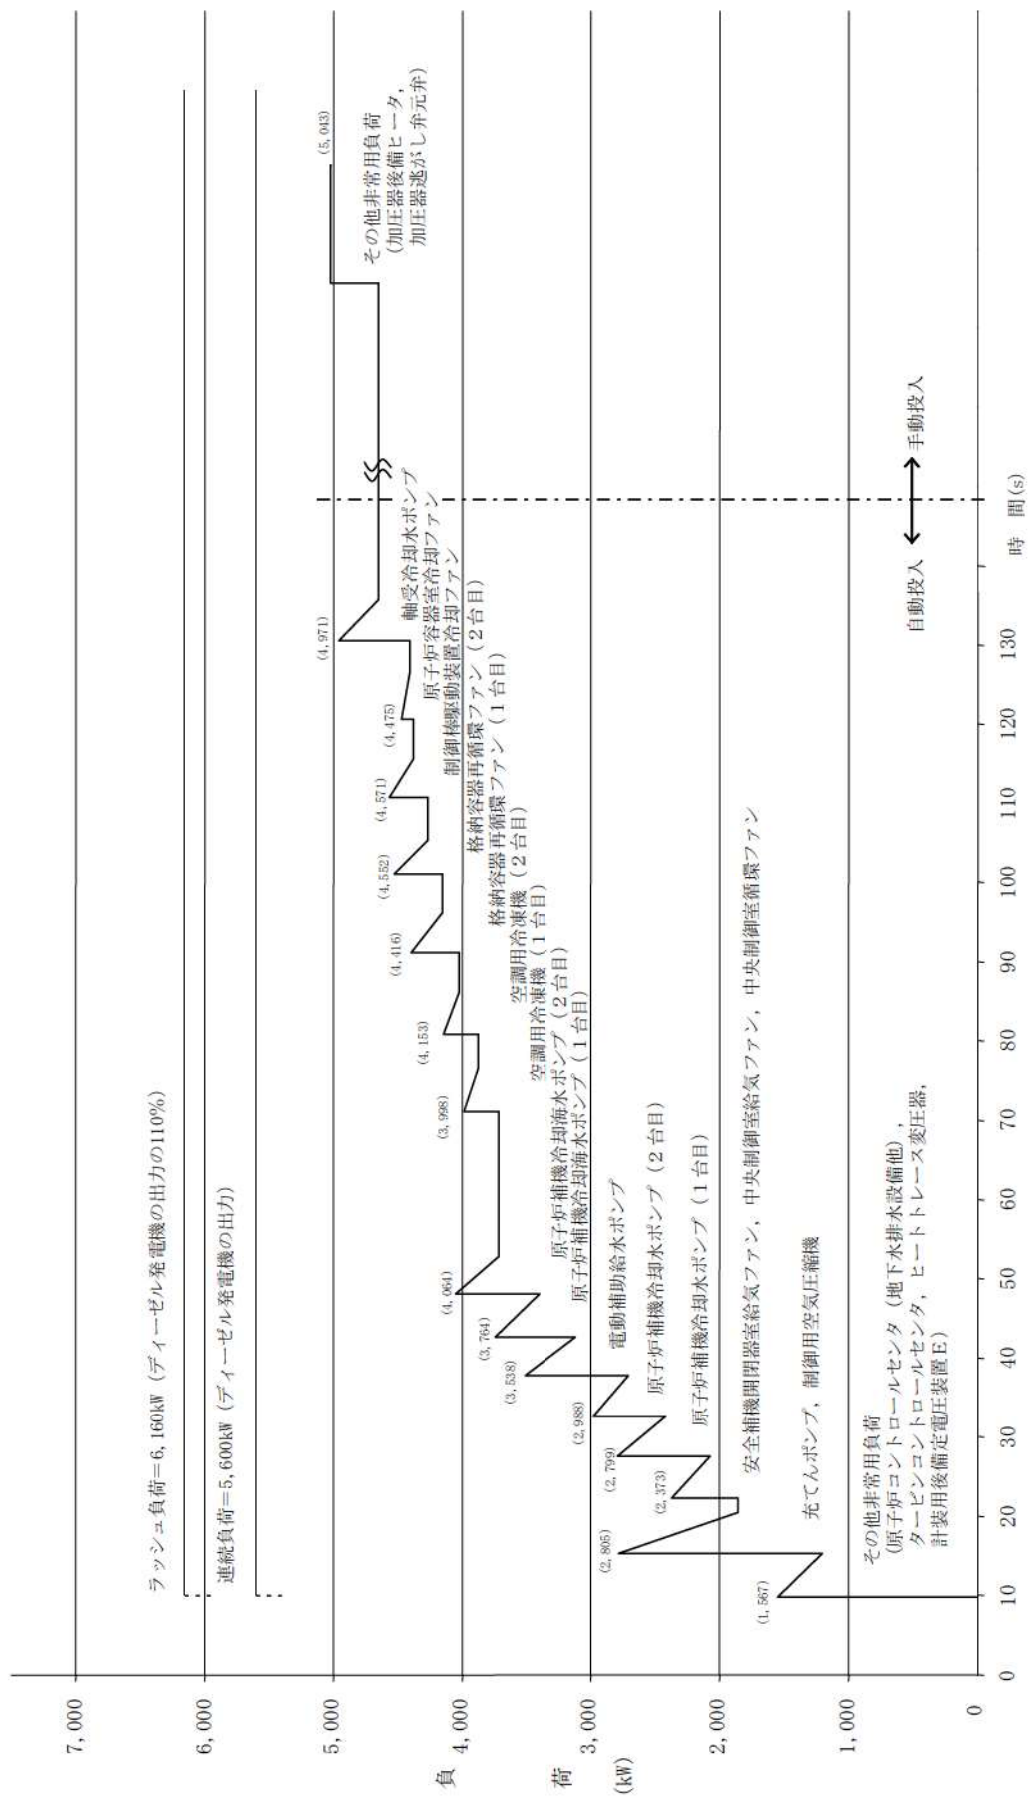 7,000
6,000
5,000
4,000
3,000
2,000
1,000
0
負
荷
(kW)
ラッシュ負荷=6,160kW (ディーゼル発電機の出力の110%)
連続負荷=5,600kW (ディーゼル発電機の出力)
(1,567)
(2,805)
(2,373)
(2,799)
(2,988)
(3,538)
(3,764)
(4,064)
(3,998)
(4,153)
(4,416)
(4,552)
(4,571)
(4,475)
(4,971)
(5,043)
その他非常用負荷
(加圧器後備ヒータ,
加圧器逃がし弁元弁)
軸受冷却水ポンプ
原子炉容器室冷却ファン
制御棒駆動装置冷却ファン
格納容器再循環ファン (2台目)
格納容器再循環ファン (1台目)
空調用冷凍機 (2台目)
空調用冷凍機 (1台目)
原子炉補機冷却海水ポンプ (2台目)
原子炉補機冷却海水ポンプ (1台目)
電動補助給水ポンプ
原子炉補機冷却水ポンプ (2台目)
原子炉補機冷却水ポンプ (1台目)
安全補機開閉器室給気ファン, 中央制御室給気ファン, 中央制御室循環ファン
充てんポンプ, 制御用空気圧縮機
その他非常用負荷
(原子炉コントロールセンタ (地下水排水設備他),
タービンコントロールセンタ, ヒートトレース変圧器,
計装用後備定電圧装置E)
自動投入
手動投入
0
10
20
30
40
50
60
70
80
90
100
110
120
130
時 間(s)